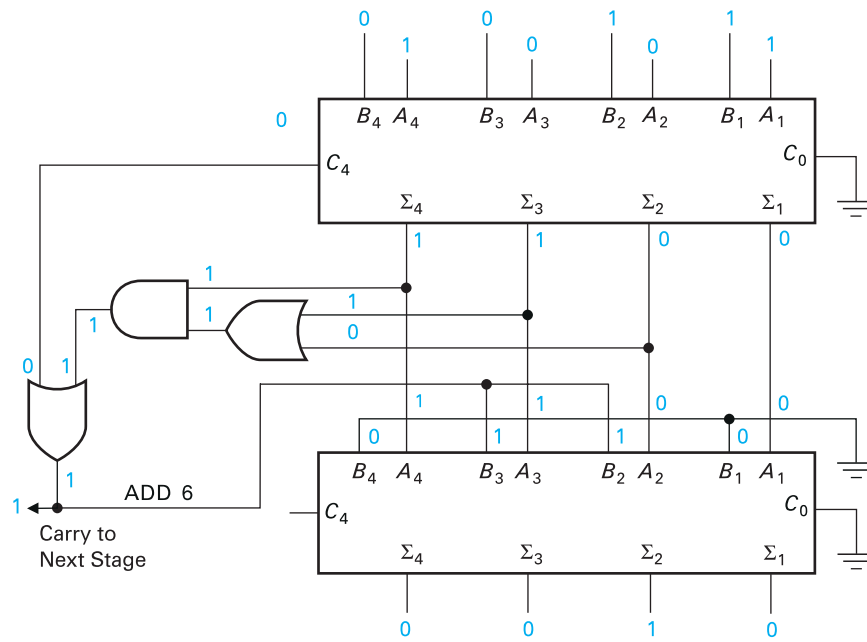 0 0 1 1
1 0 0 1
B4 A4 B3 A3 B2 A2 B1 A1
0
C4 C0
Σ4 Σ3 Σ2 Σ1
1 1 0 0
1 1
1 0
1
0 1
1 1 0 0
0 1 1 0
B4 A4 B3 A3 B2 A2 B1 A1
1
ADD 6
1
C4 C0
Carry to
Next Stage
Σ4 Σ3 Σ2 Σ1
0 0 1 0